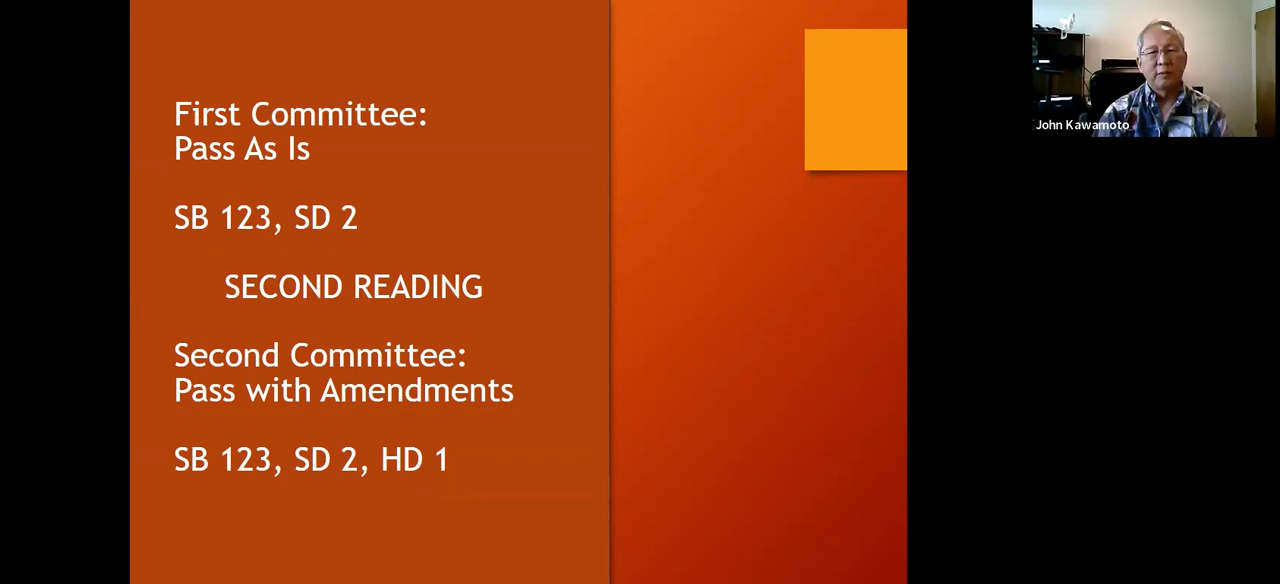 First Committee:
Pass As Is
SB 123, SD 2
SECOND READING
Second Committee:
Pass with Amendments
SB 123, SD 2, HD 1
John Kawamoto